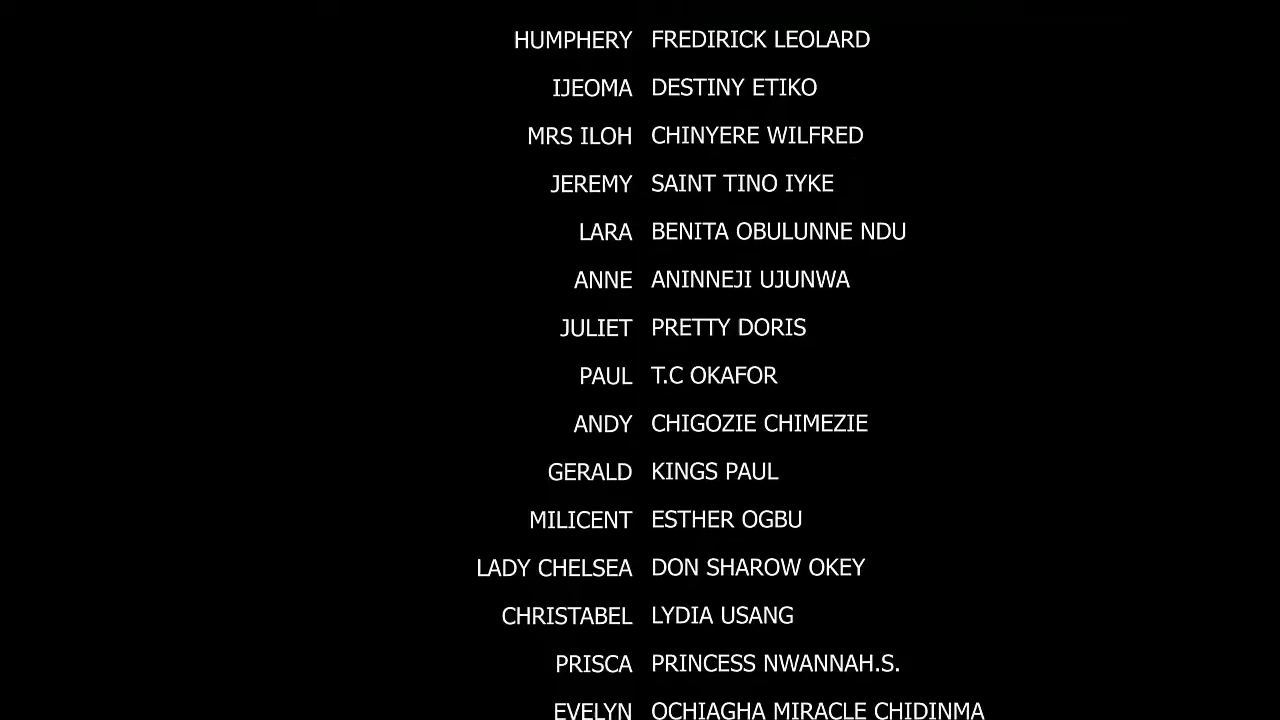 HUMPHERY FREDIRICK LEOLARD
IJEOMA DESTINY ETIKO
MRS ILOH CHINYERE WILFRED
JEREMY SAINT TINO IYKE
LARA BENITA OBULUNNE NDU
ANNE ANINNEJI UJUNWA
JULIET PRETTY DORIS
PAUL T.C OKAFOR
ANDY CHIGOZIE CHIMEZIE
GERALD KINGS PAUL
MILICENT ESTHER OGBU
LADY CHELSEA DON SHAROW OKEY
CHRISTABEL LYDIA USANG
PRISCA PRINCESS NWANNAH.S.
EVELYN OCHIAGHA MIRACLE CHIDINMA